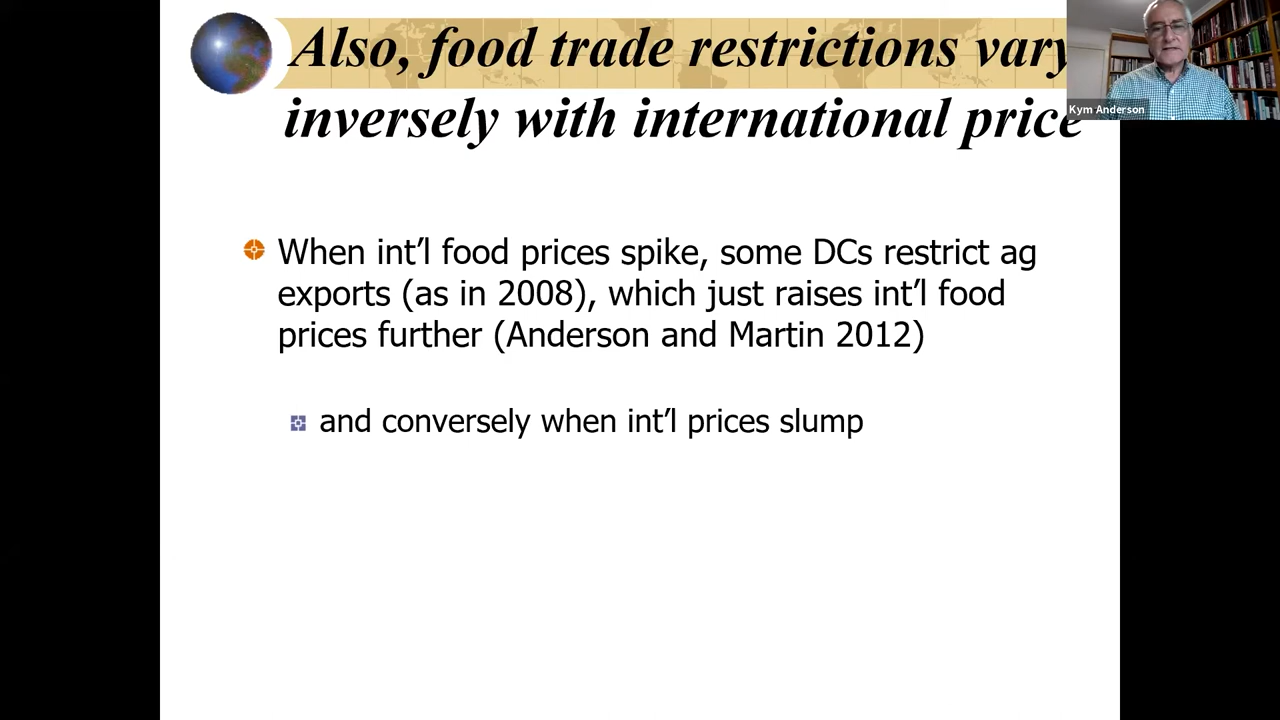 Also, food trade restrictions vary
inversely with international price
Kym Anderson
When int’l food prices spike, some DCs restrict ag
exports (as in 2008), which just raises int’l food
prices further (Anderson and Martin 2012)
and conversely when int’l prices slump